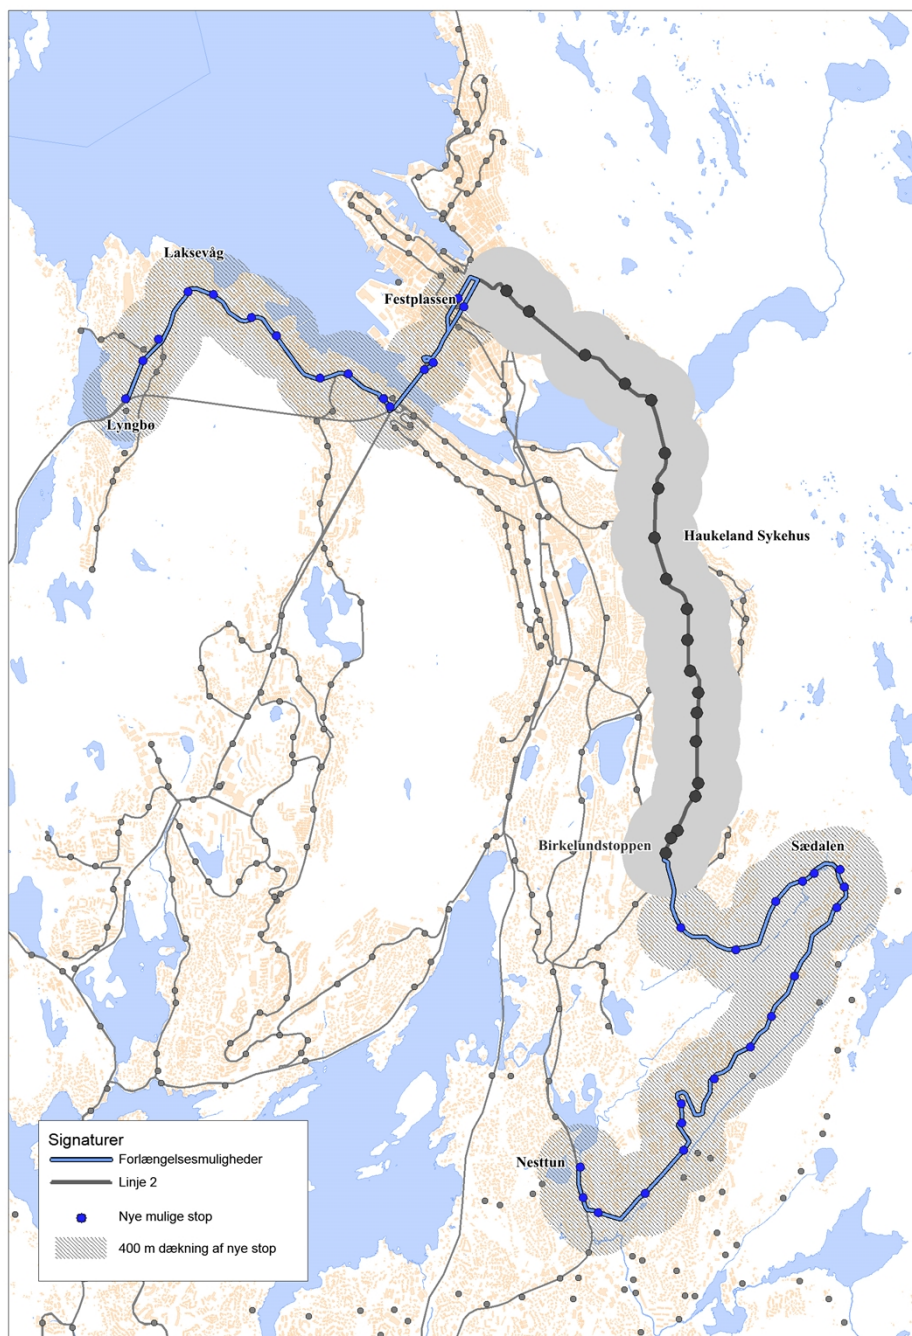 Laksevåg
Festplassen
Lyngbø
Haukeland Sykehus
Birkelundstoppen
Sædalen
Nesttun
Signaturer
Forlængelsesmuligheder
Linje 2
Nye mulige stop
400 m dækning af nye stop